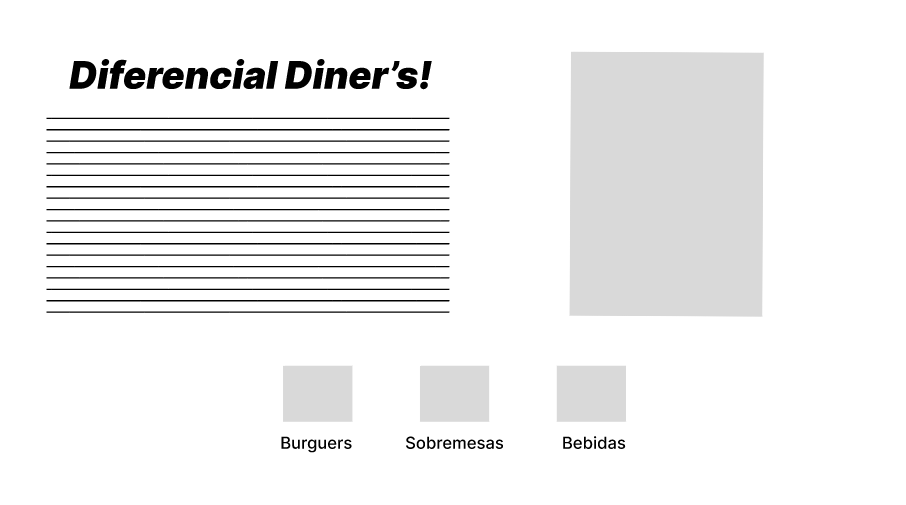 Diferencial Diner’s!
Burguers
Sobremesas
Bebidas